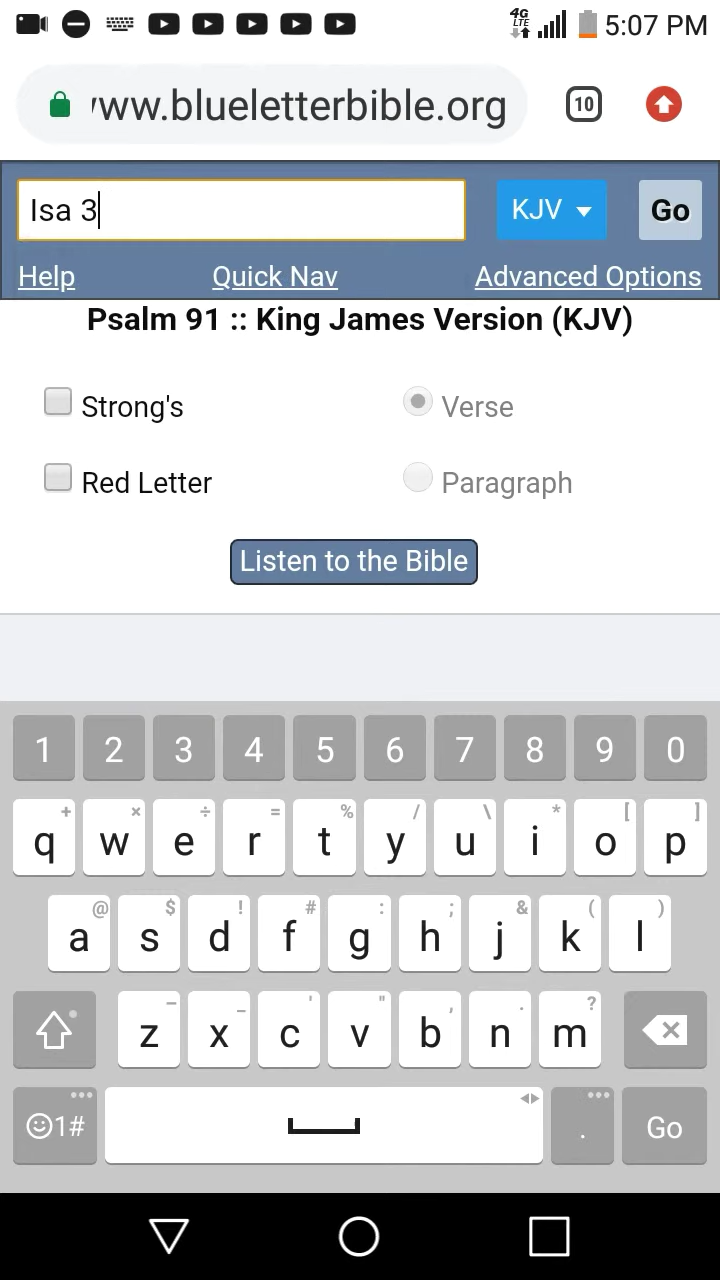 4G LTE 5:07 PM
www.blueletterbible.org 10
Isa 3 KJV Go
Help Quick Nav Advanced Options
Psalm 91 :: King James Version (KJV)
Strong's Verse
Red Letter Paragraph
Listen to the Bible
1 2 3 4 5 6 7 8 9 0
+ × ÷ = % / \ * [ ]
q w e r t y u i o p
@ $ ! # : ; & ( )
a s d f g h j k l
– _ ' " , . ?
z x c v b n m
1# . Go